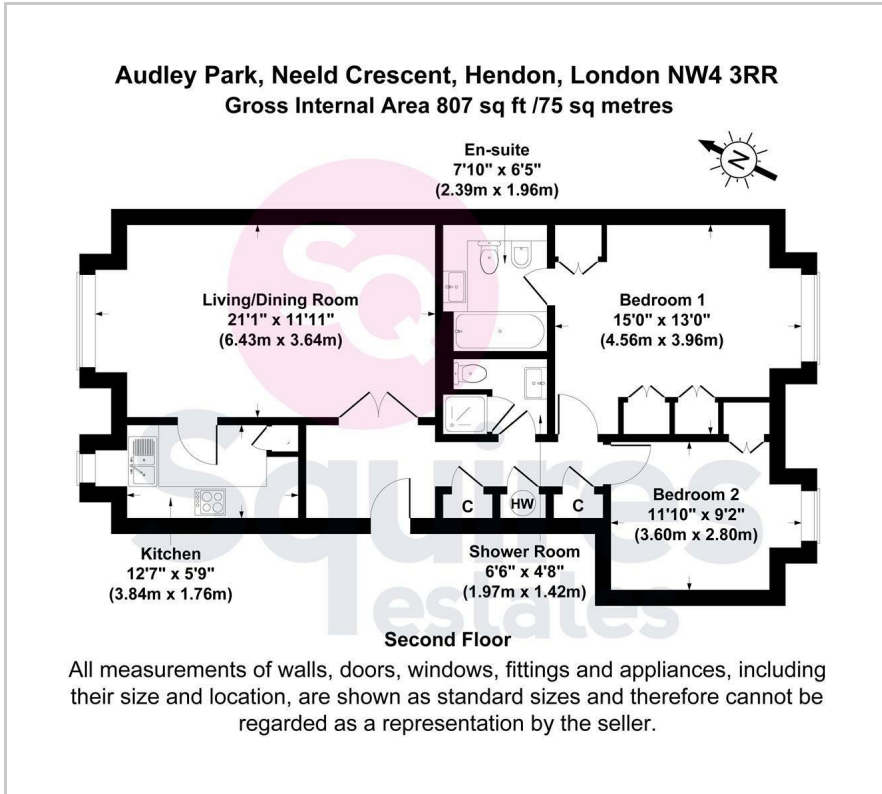 Audley Park, Neeld Crescent, Hendon, London NW4 3RR
Gross Internal Area 807 sq ft /75 sq metres
En-suite
7'10" x 6'5"
(2.39m x 1.96m)
N
Living/Dining Room
21'1" x 11'11"
(6.43m x 3.64m)
Bedroom 1
15'0" x 13'0"
(4.56m x 3.96m)
SQ
Squires
estates
C
HW
C
Bedroom 2
11'10" x 9'2"
(3.60m x 2.80m)
Kitchen
12'7" x 5'9"
(3.84m x 1.76m)
Shower Room
6'6" x 4'8"
(1.97m x 1.42m)
Second Floor
All measurements of walls, doors, windows, fittings and appliances, including
their size and location, are shown as standard sizes and therefore cannot be
regarded as a representation by the seller.